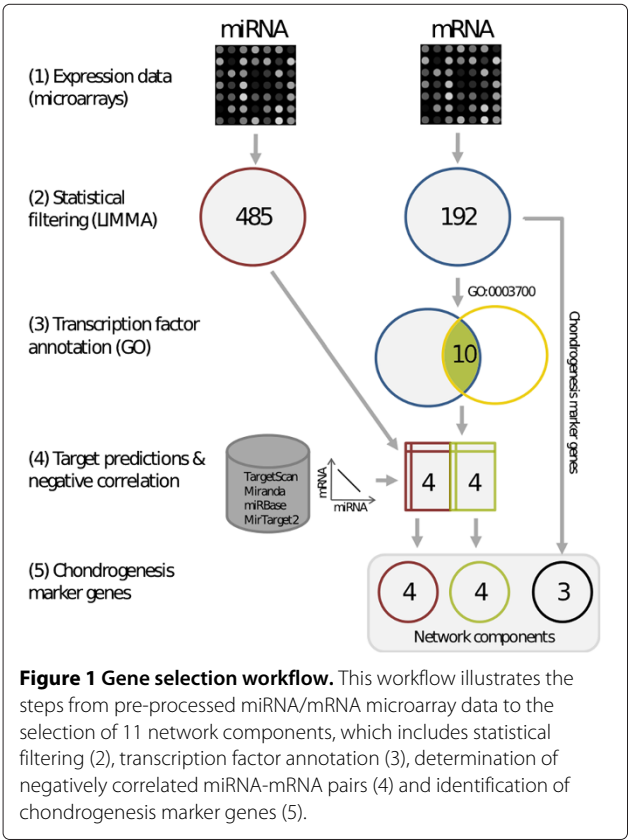 miRNA
mRNA
(1) Expression data
(microarrays)
(2) Statistical
filtering (LIMMA)
485
192
GO:0003700
(3) Transcription factor
annotation (GO)
10
Chondrogenesis marker genes
(4) Target predictions &
negative correlation
TargetScan
Miranda
miRBase
MirTarget2
mRNA
miRNA
4
4
(5) Chondrogenesis
marker genes
4
4
3
Network components
Figure 1 Gene selection workflow. This workflow illustrates the
steps from pre-processed miRNA/mRNA microarray data to the
selection of 11 network components, which includes statistical
filtering (2), transcription factor annotation (3), determination of
negatively correlated miRNA-mRNA pairs (4) and identification of
chondrogenesis marker genes (5).